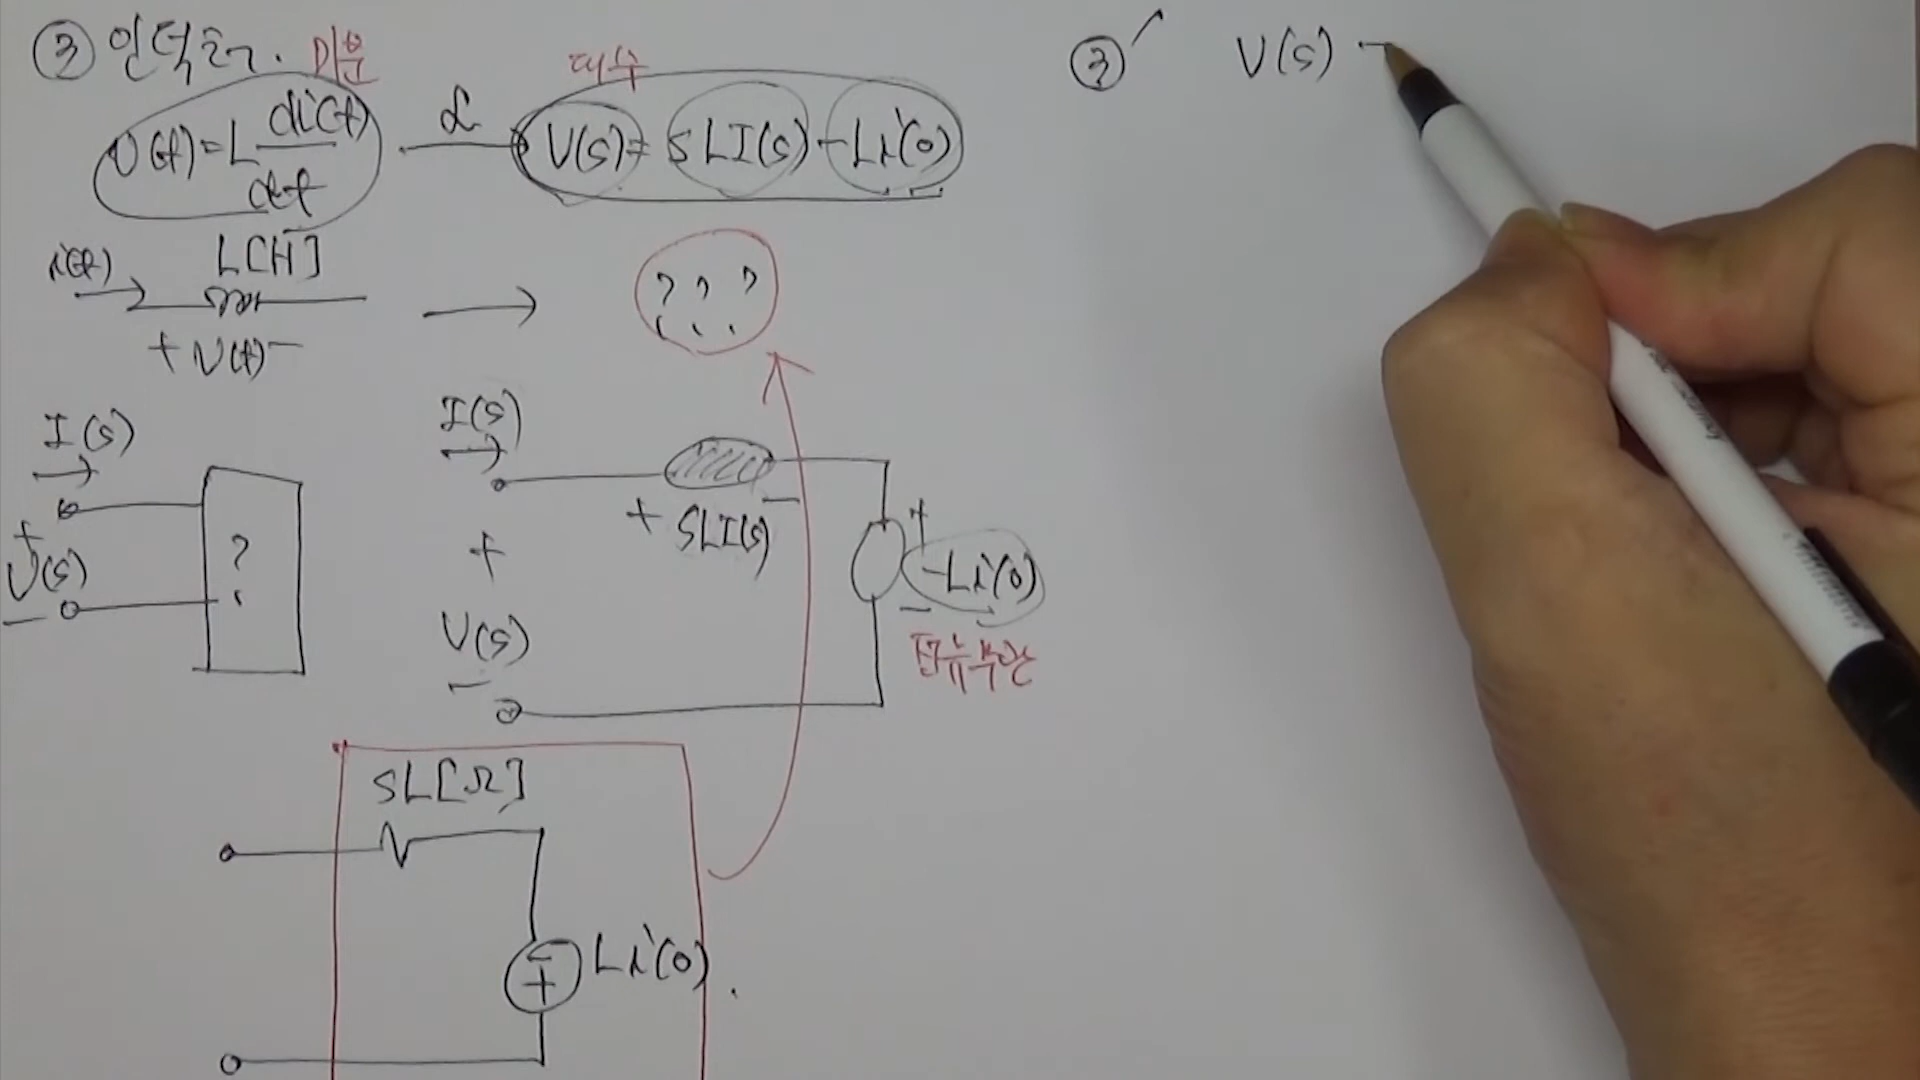 ③ 인덕터. 미분
대수
v(t)=L di(t)/dt
ℒ
V(s)= sLI(s) -Li(0)
L[H]
i(t)
+ v(t) -
? ? ?
I(s)
+
V(s)
-
?
I(s)
+ sLI(s) -
+
V(s)
-
+
-Li(0)
-
sL[Ω]
- + Li(0).
③′ V(s) -